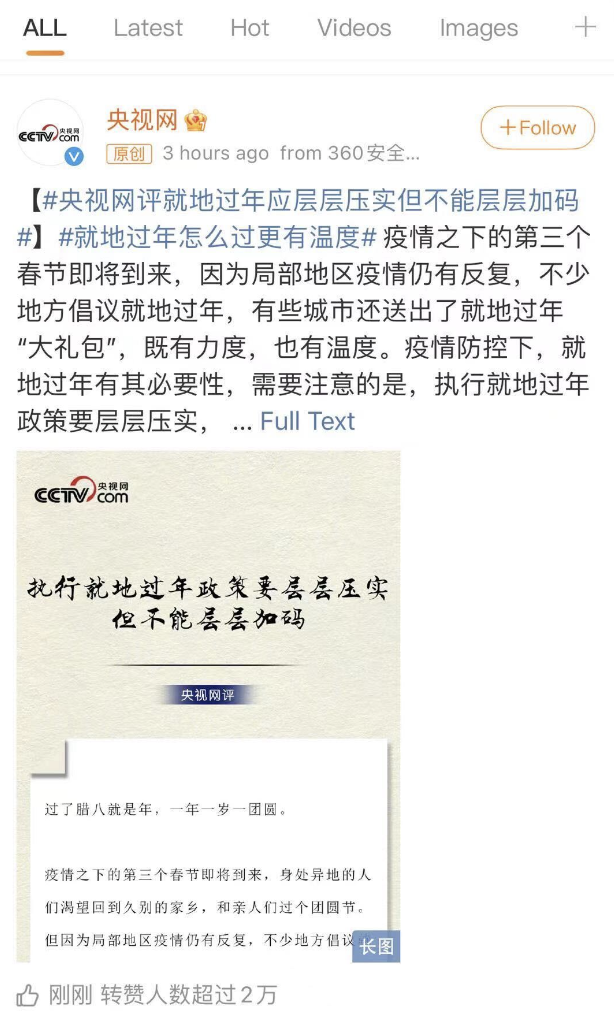 ALL Latest Hot Videos Images
CCTV 央视网 com
央视网
+Follow
原创 3 hours ago from 360安全...
【#央视网评就地过年应层层压实但不能层层加码
#】#就地过年怎么过更有温度# 疫情之下的第三个
春节即将到来，因为局部地区疫情仍有反复，不少
地方倡议就地过年，有些城市还送出了就地过年
“大礼包”，既有力度，也有温度。疫情防控下，就
地过年有其必要性，需要注意的是，执行就地过年
政策要层层压实， ... Full Text
CCTV 央视网 com
执行就地过年政策要层层压实
但不能层层加码
央视网评
过了腊八就是年，一年一岁一团圆。
疫情之下的第三个春节即将到来，身处异地的人
们渴望回到久别的家乡，和亲人们过个团圆节。
但因为局部地区疫情仍有反复，不少地方倡议
长图
刚刚 转赞人数超过2万